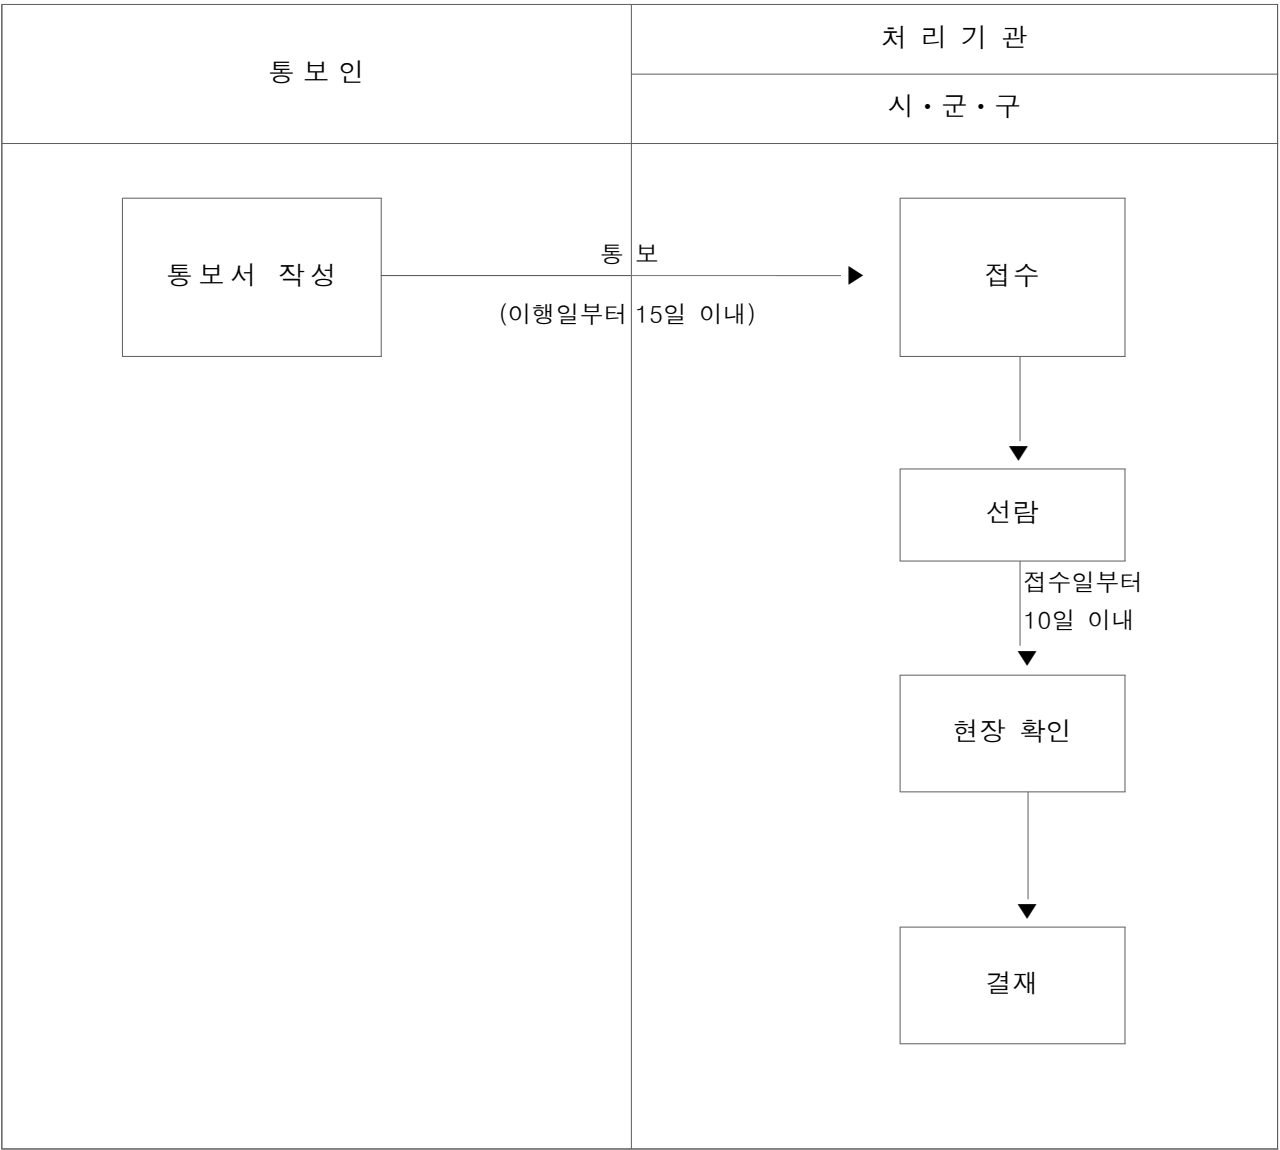 통보인
처리기관
시・군・구
통보서 작성
통 보
(이행일부터 15일 이내)
접수
선람
접수일부터
10일 이내
현장 확인
결재